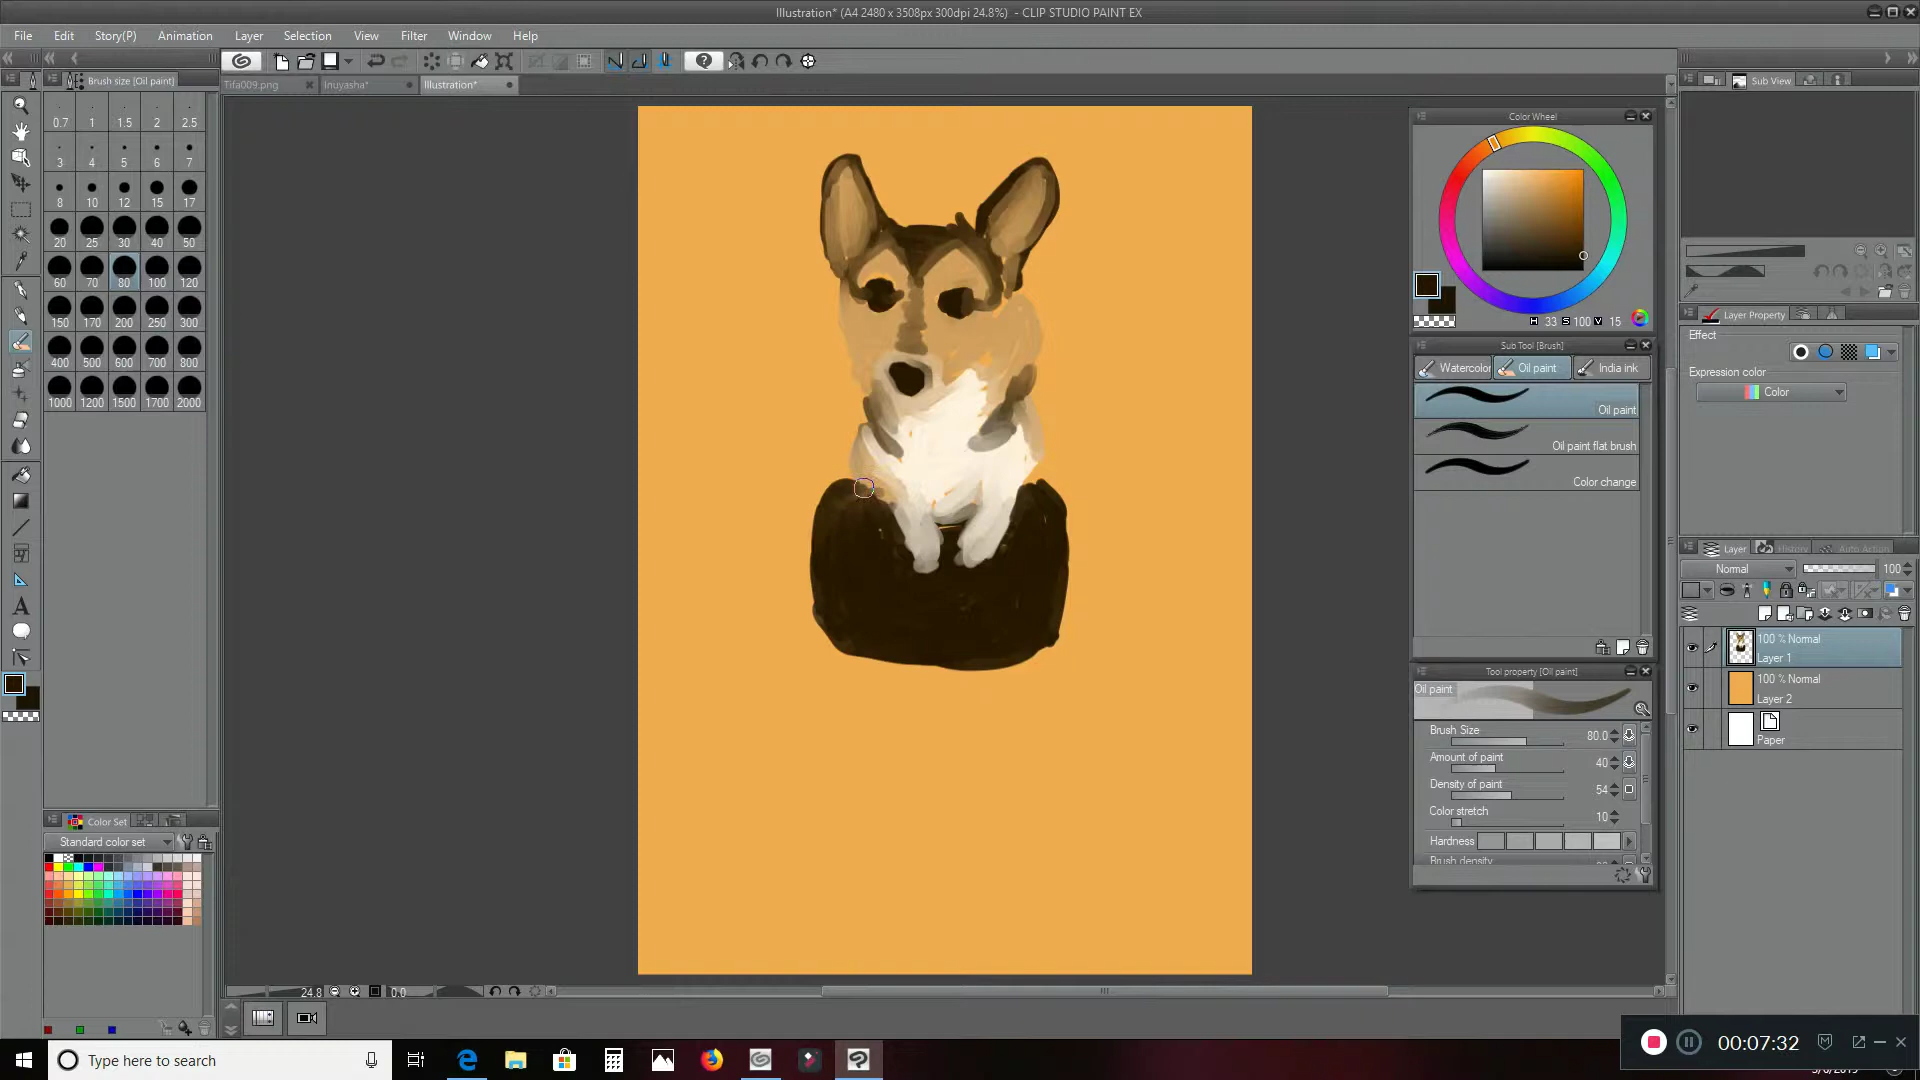 Illustration* (A4 2480 x 3508px 300dpi 24.8%) - CLIP STUDIO PAINT EX
File Edit Story(P) Animation Layer Selection View Filter Window Help
Brush size [Oil paint]
Tifa009.png Inuyasha* Illustration*
0.7 1 1.5 2 2.5
3 4 5 6 7
8 10 12 15 17
20 25 30 40 50
60 70 80 100 120
150 170 200 250 300
400 500 600 700 800
1000 1200 1500 1700 2000
Color Set
Standard color set
24.8 0.0
Color Wheel
H 33 S 100 V 15
Sub Tool [Brush]
Watercolor Oil paint India ink
Oil paint
Oil paint flat brush
Color change
Tool property [Oil paint]
Oil paint
Brush Size 80.0
Amount of paint 40
Density of paint 54
Color stretch 10
Hardness
Brush density
Sub View
Layer Property
Effect
Expression color
Color
Layer History Auto Action
Normal 100
100 % Normal
Layer 1
100 % Normal
Layer 2
Paper
Type here to search
00:07:32